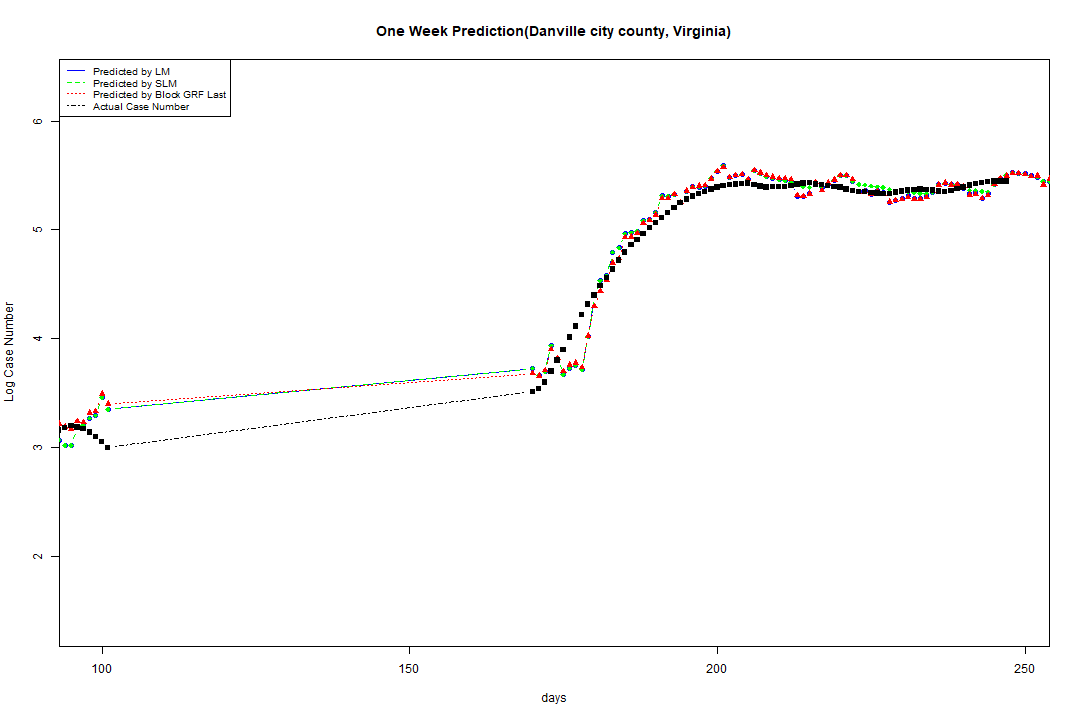 One Week Prediction(Danville city county, Virginia)
Predicted by LM
Predicted by SLM
Predicted by Block GRF Last
Actual Case Number
Log Case Number
6
5
4
3
2
100
150
200
250
days